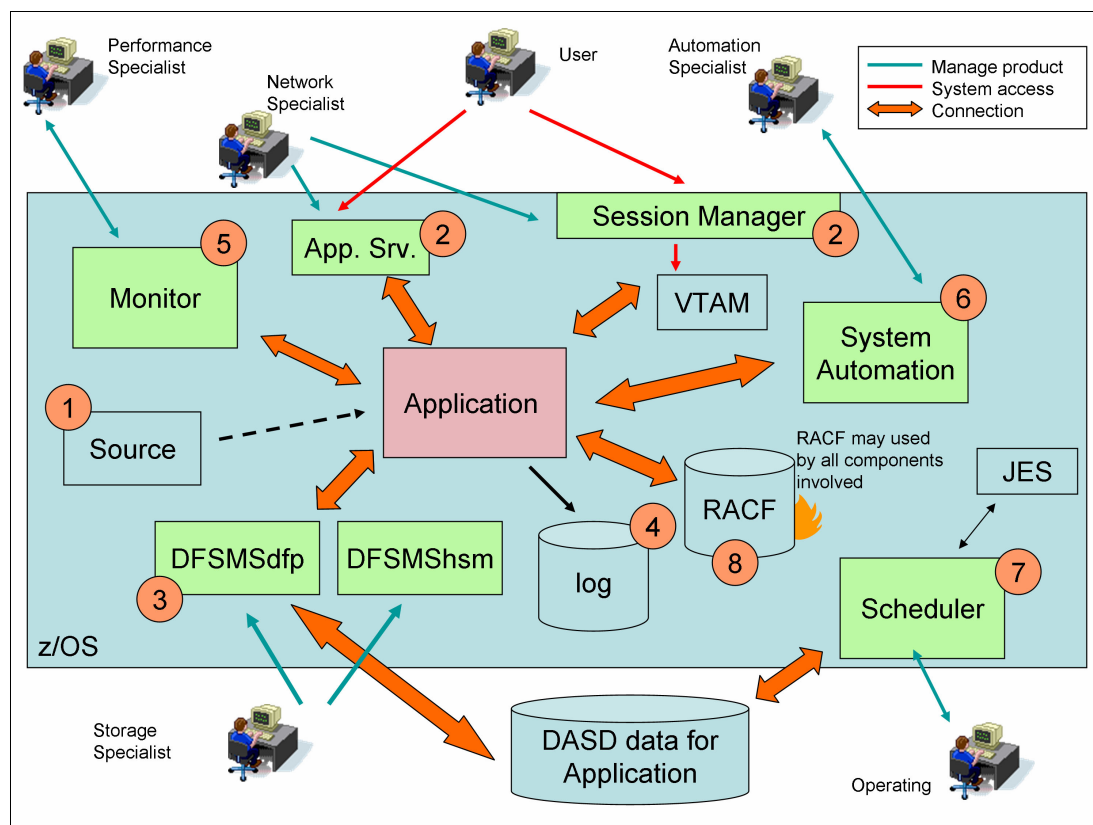 Performance
Specialist
Network
Specialist
User
Automation
Specialist
Manage product
System access
Connection
Session Manager
2
App. Srv.
2
5
Monitor
VTAM
6
System
Automation
Application
1
Source
RACF may used
by all components
involved
JES
RACF
8
4
log
DFSMSdfp
3
DFSMShsm
7
Scheduler
z/OS
Storage
Specialist
DASD data for
Application
Operating